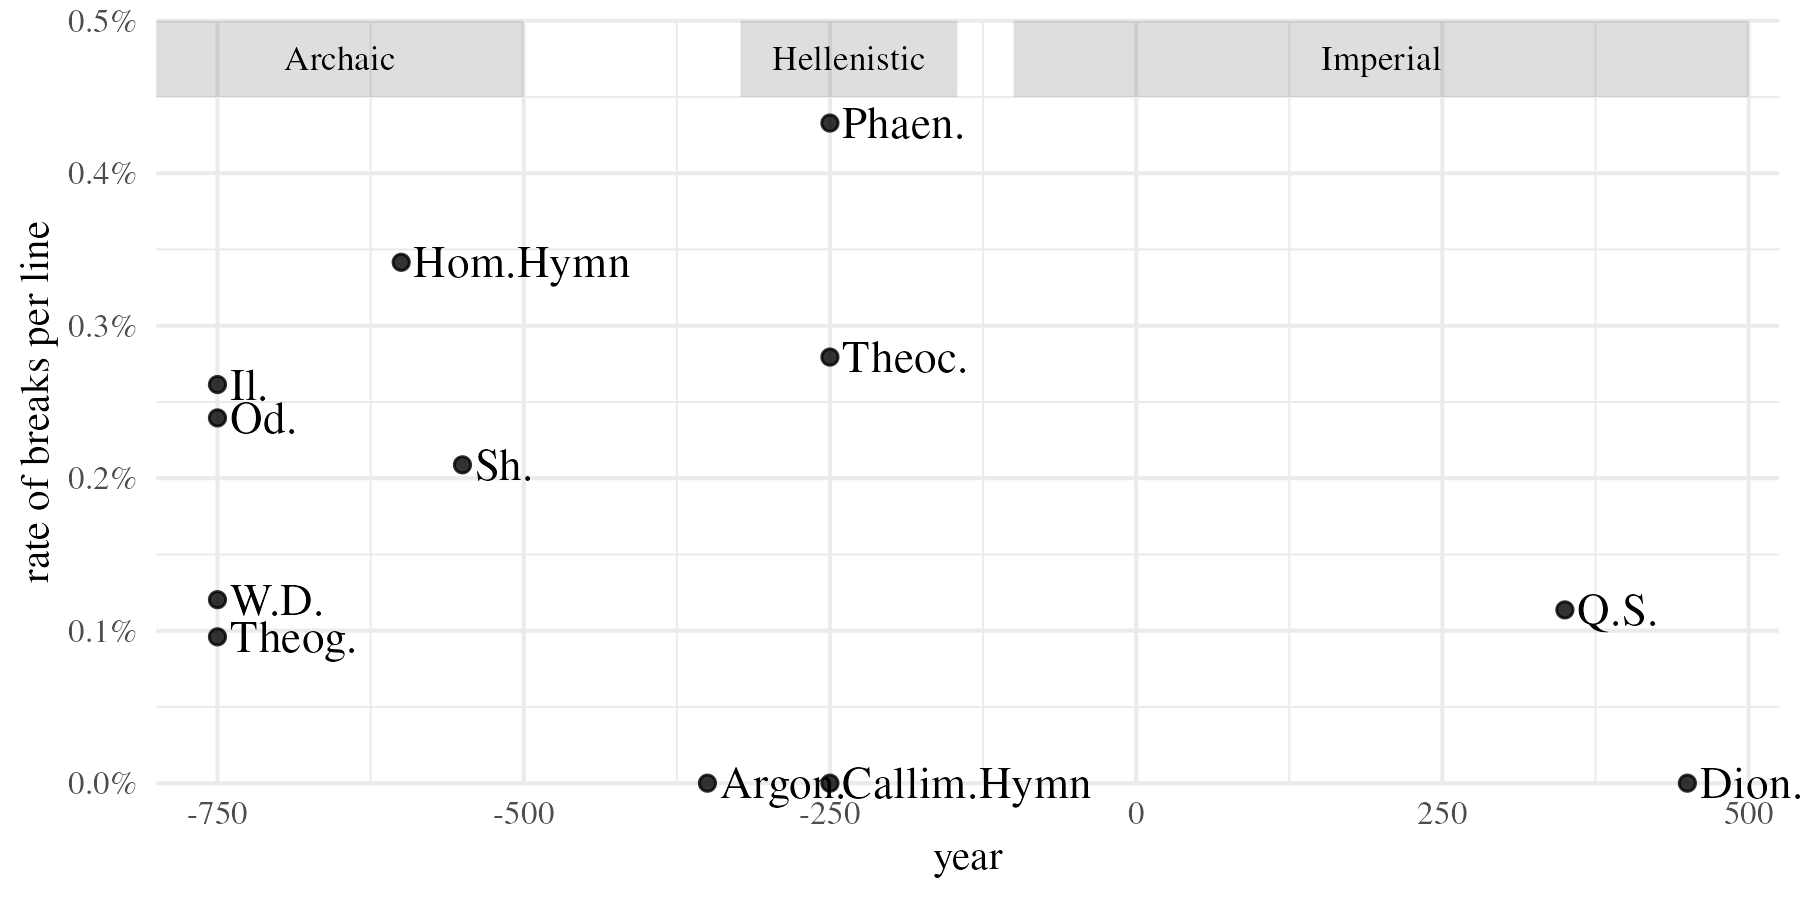 0.5%
Archaic
Hellenistic
Imperial
Phaen.
0.4%
Hom.Hymn
0.3%
Theoc.
Il.
Od.
0.2%
Sh.
W.D.
Q.S.
0.1%
Theog.
0.0%
Argon.
Callim.Hymn
Dion.
-750
-500
-250
0
250
500
year
rate of breaks per line